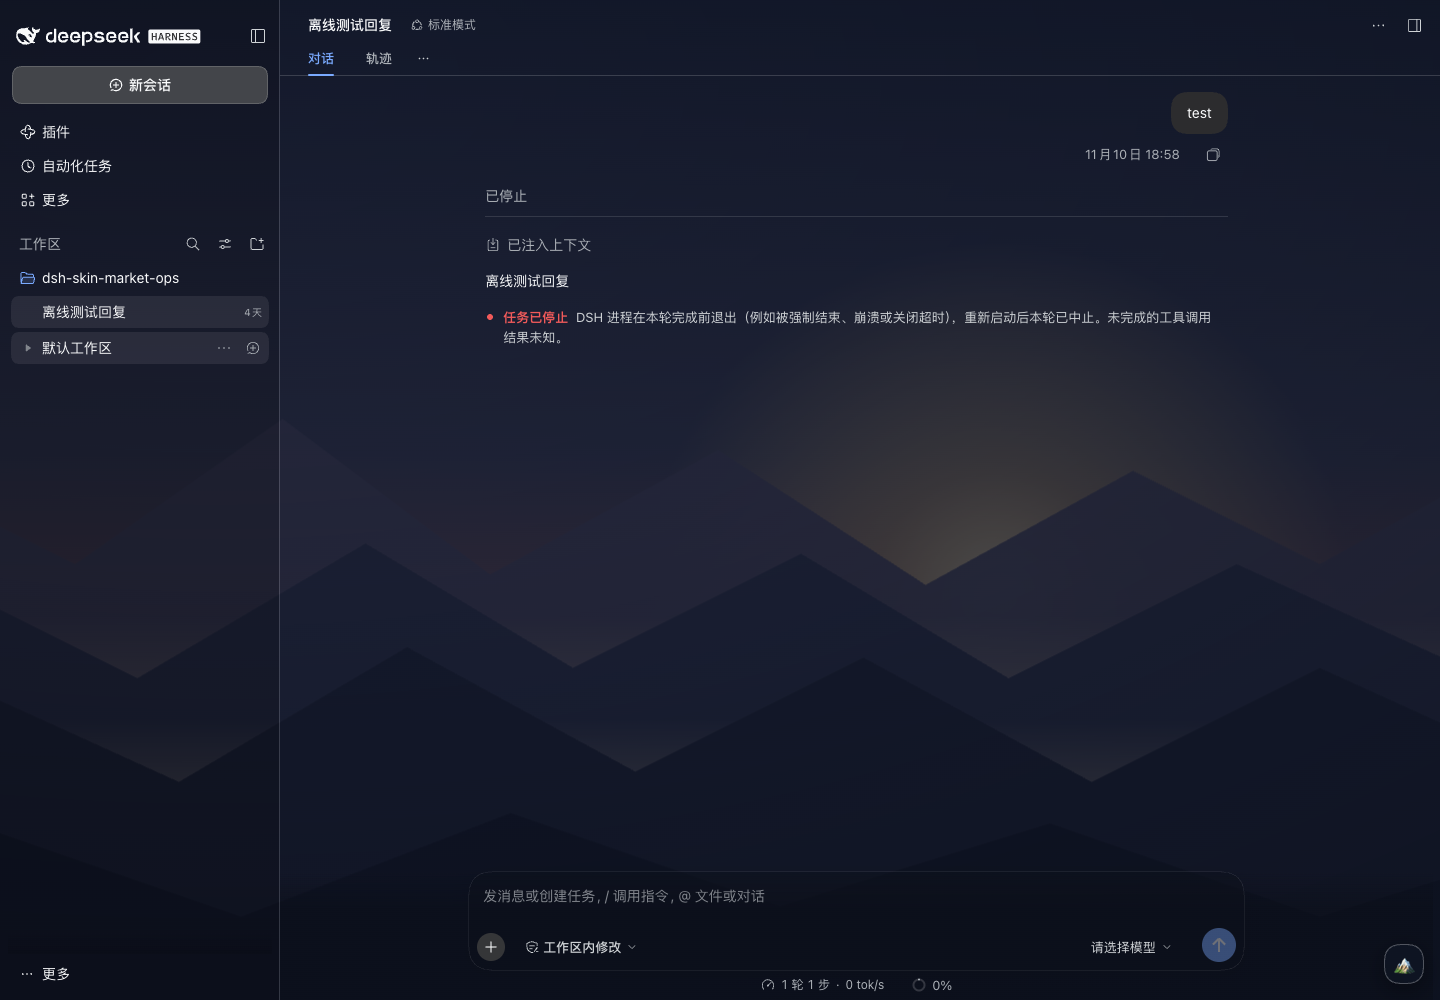 deepseek HARNESS
新会话
插件
自动化任务
更多
工作区
dsh-skin-market-ops
离线测试回复 4天
默认工作区 ···
··· 更多
离线测试回复 标准模式 ···
对话 轨迹 ···
test
11月10日 18:58
已停止
已注入上下文
离线测试回复
任务已停止 DSH 进程在本轮完成前退出（例如被强制结束、崩溃或关闭超时），重新启动后本轮已中止。未完成的工具调用
结果未知。
发消息或创建任务, / 调用指令, @ 文件或对话
工作区内修改 请选择模型
1 轮 1 步 · 0 tok/s 0%